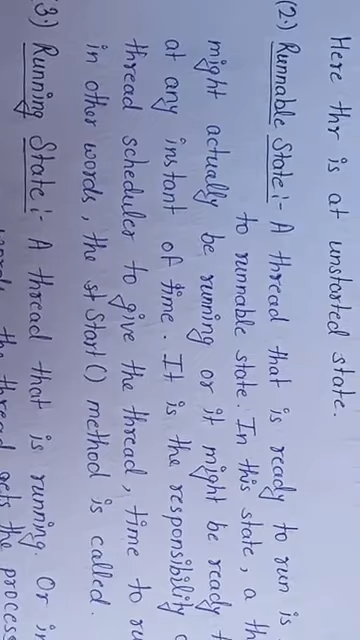 Here thr is at unstarted state.
(2.) Runnable State :- A thread that is ready to run is
to runnable state. In this state, a th
might actually be running or it might be ready t
at any instant of time. It is the responsibility
thread scheduler to give the thread, time to ru
in other words, the st Start() method is called.
3.) Running State :- A thread that is running. Or in
words the thread gets the process